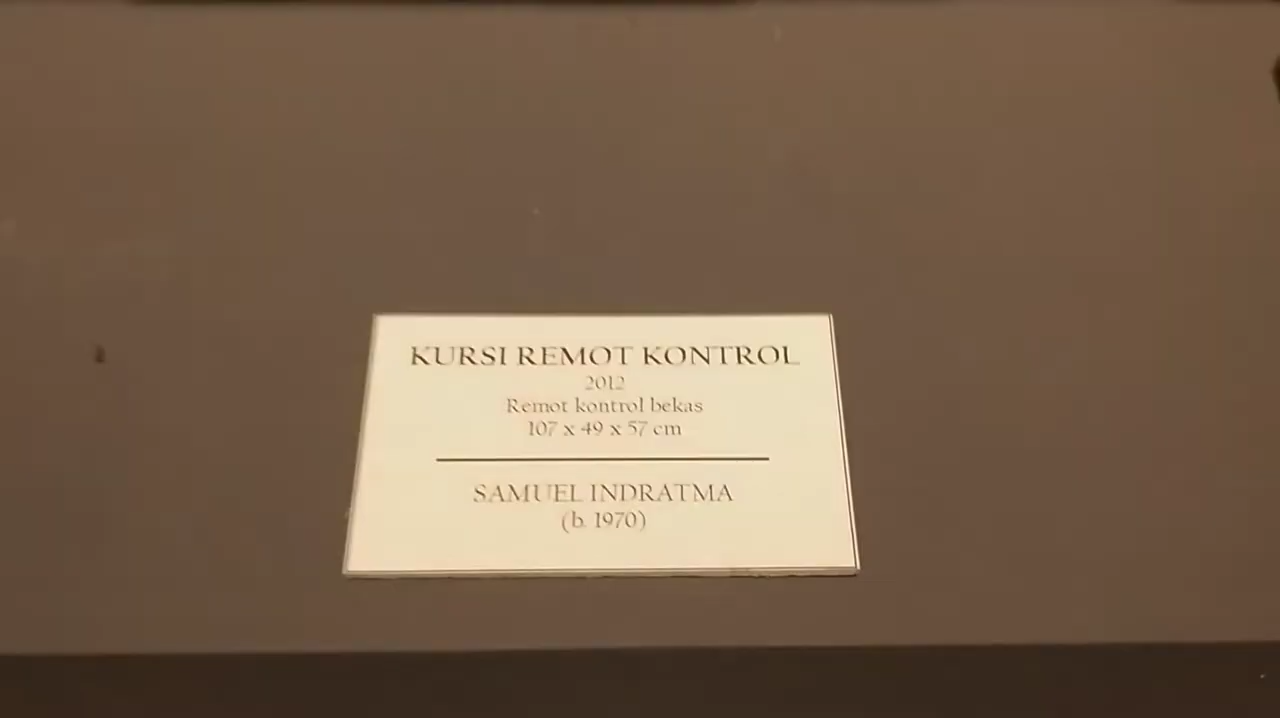 KURSI REMOT KONTROL
2012
Remot kontrol bekas
107 x 49 x 57 cm
SAMUEL INDRATMA
(b. 1970)